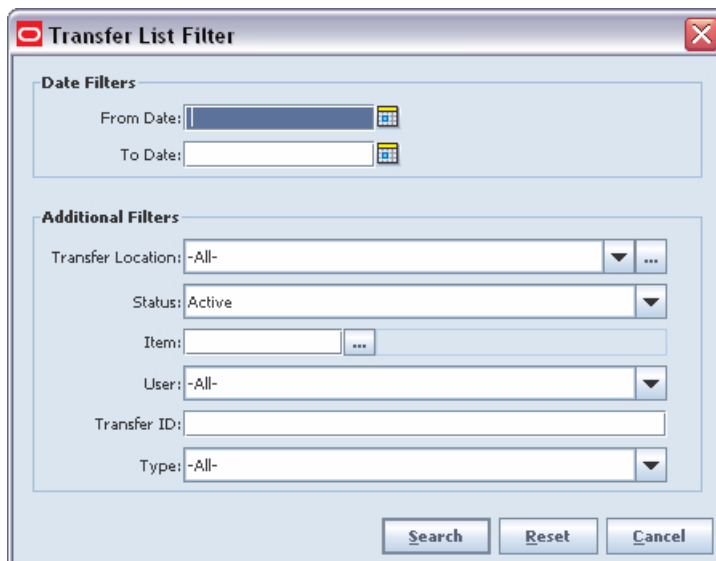 Transfer List Filter
Date Filters
From Date:
To Date:
Additional Filters
Transfer Location: -All- ...
Status: Active
Item: ...
User: -All-
Transfer ID:
Type: -All-
Search Reset Cancel